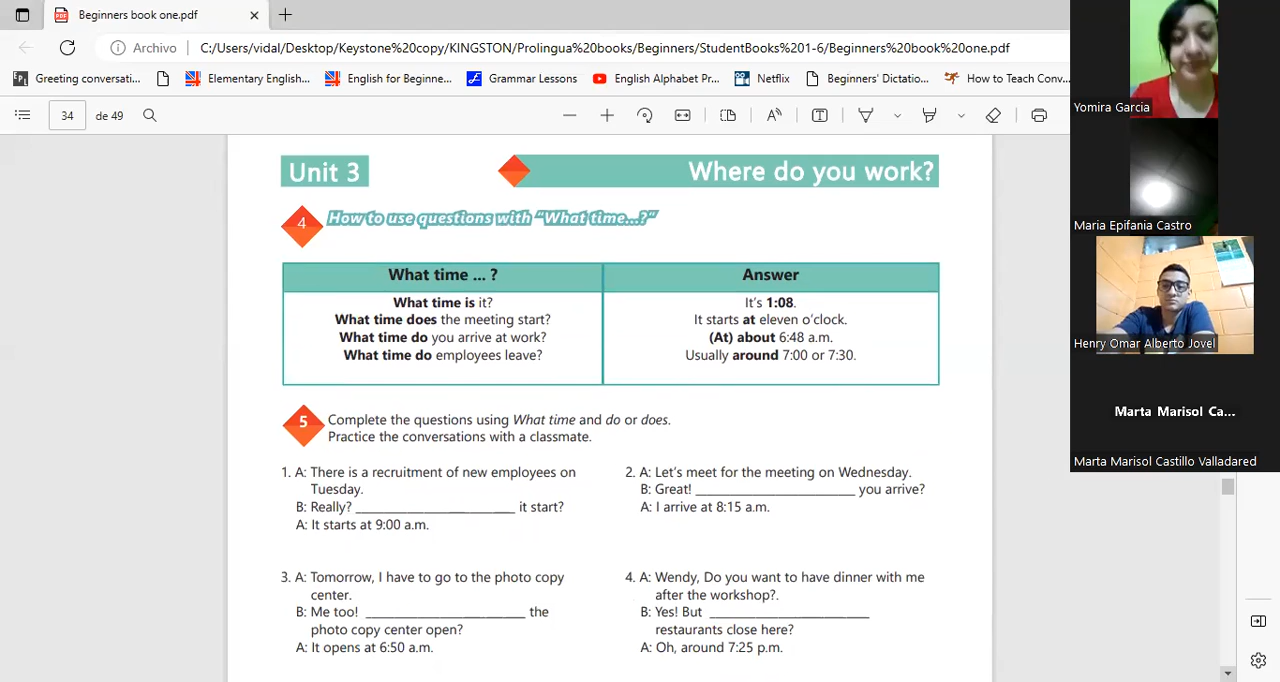 Beginners book one.pdf
Archivo C:/Users/vidal/Desktop/Keystone%20copy/KINGSTON/Prolingua%20books/Beginners/StudentBooks%201-6/Beginners%20book%20one.pdf
Greeting conversati... Elementary English... English for Beginne... Grammar Lessons English Alphabet Pr... Netflix Beginners' Dictatio... How to Teach Conv...
34 de 49
Unit 3 Where do you work?
4 How to use questions with “What time...?”
What time ... ? Answer
What time is it? It's 1:08.
What time does the meeting start? It starts at eleven o'clock.
What time do you arrive at work? (At) about 6:48 a.m.
What time do employees leave? Usually around 7:00 or 7:30.
5 Complete the questions using What time and do or does.
Practice the conversations with a classmate.
1. A: There is a recruitment of new employees on
Tuesday.
B: Really? ______________________ it start?
A: It starts at 9:00 a.m.
2. A: Let's meet for the meeting on Wednesday.
B: Great! ______________________ you arrive?
A: I arrive at 8:15 a.m.
3. A: Tomorrow, I have to go to the photo copy
center.
B: Me too! ______________________ the
photo copy center open?
A: It opens at 6:50 a.m.
4. A: Wendy, Do you want to have dinner with me
after the workshop?.
B: Yes! But ______________________
restaurants close here?
A: Oh, around 7:25 p.m.
Yomira Garcia
Maria Epifania Castro
Henry Omar Alberto Jovel
Marta Marisol Ca...
Marta Marisol Castillo Valladared